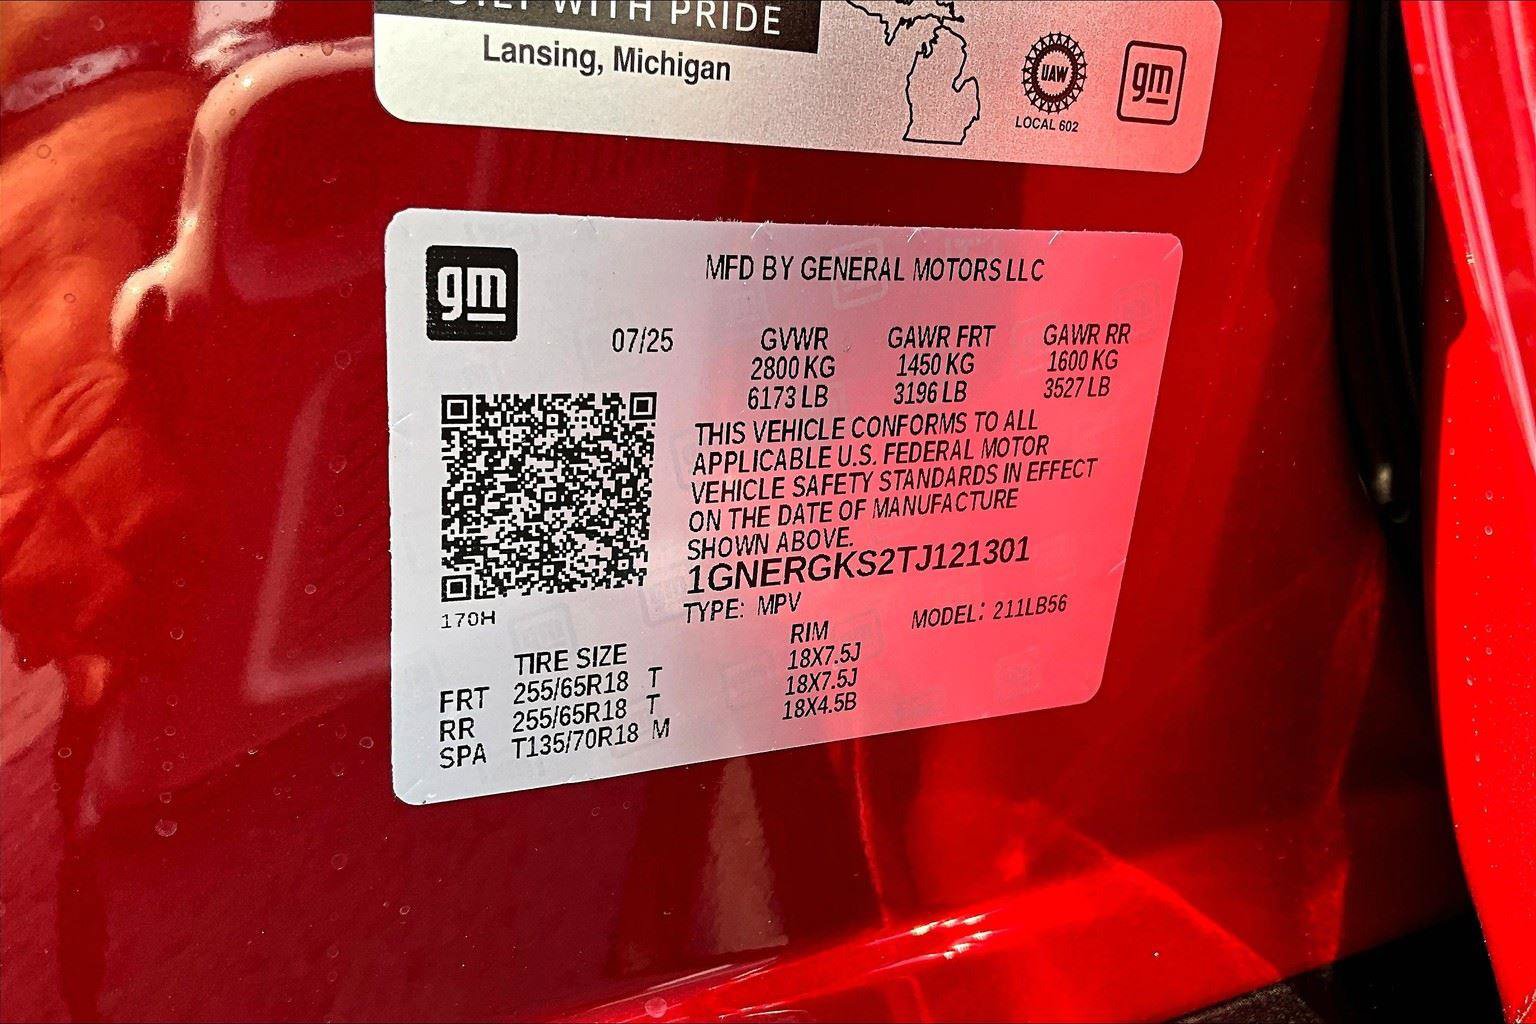 BUILT WITH PRIDE
Lansing, Michigan
UAW
LOCAL 602
gm
gm
MFD BY GENERAL MOTORS LLC
07/25 GVWR GAWR FRT GAWR RR
2800 KG 1450 KG 1600 KG
6173 LB 3196 LB 3527 LB
THIS VEHICLE CONFORMS TO ALL
APPLICABLE U.S. FEDERAL MOTOR
VEHICLE SAFETY STANDARDS IN EFFECT
ON THE DATE OF MANUFACTURE
SHOWN ABOVE.
1GNERGKS2TJ121301
170H
TYPE: MPV MODEL: 211LB56
TIRE SIZE RIM
FRT 255/65R18 T 18X7.5J
RR 255/65R18 T 18X7.5J
SPA T135/70R18 M 18X4.5B